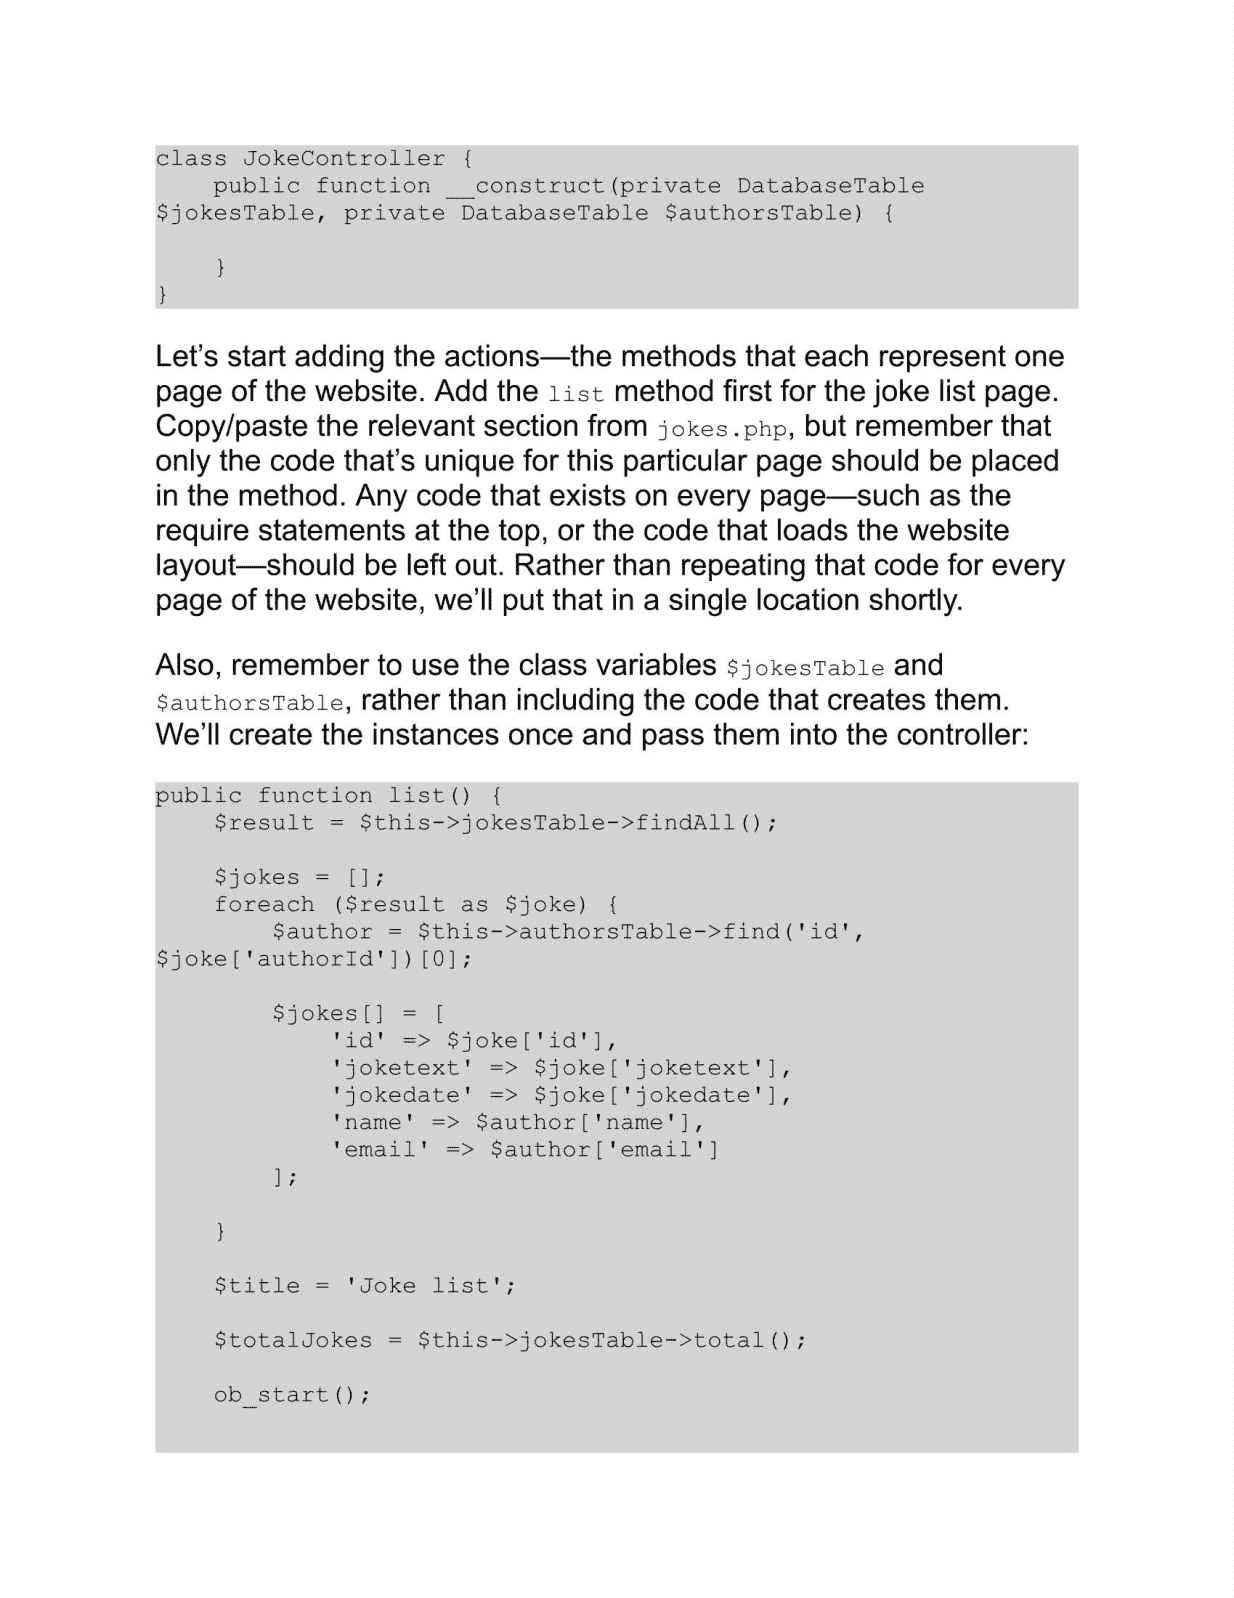 class JokeController {
    public function __construct(private DatabaseTable
$jokesTable, private DatabaseTable $authorsTable) {
    }
}
Let’s start adding the actions—the methods that each represent one
page of the website. Add the list method first for the joke list page.
Copy/paste the relevant section from jokes.php, but remember that
only the code that’s unique for this particular page should be placed
in the method. Any code that exists on every page—such as the
require statements at the top, or the code that loads the website
layout—should be left out. Rather than repeating that code for every
page of the website, we’ll put that in a single location shortly.
Also, remember to use the class variables $jokesTable and
$authorsTable, rather than including the code that creates them.
We’ll create the instances once and pass them into the controller:
public function list() {
    $result = $this->jokesTable->findAll();
    $jokes = [];
    foreach ($result as $joke) {
        $author = $this->authorsTable->find('id',
$joke['authorId'])[0];
        $jokes[] = [
            'id' => $joke['id'],
            'joketext' => $joke['joketext'],
            'jokedate' => $joke['jokedate'],
            'name' => $author['name'],
            'email' => $author['email']
        ];
    }
    $title = 'Joke list';
    $totalJokes = $this->jokesTable->total();
    ob_start();